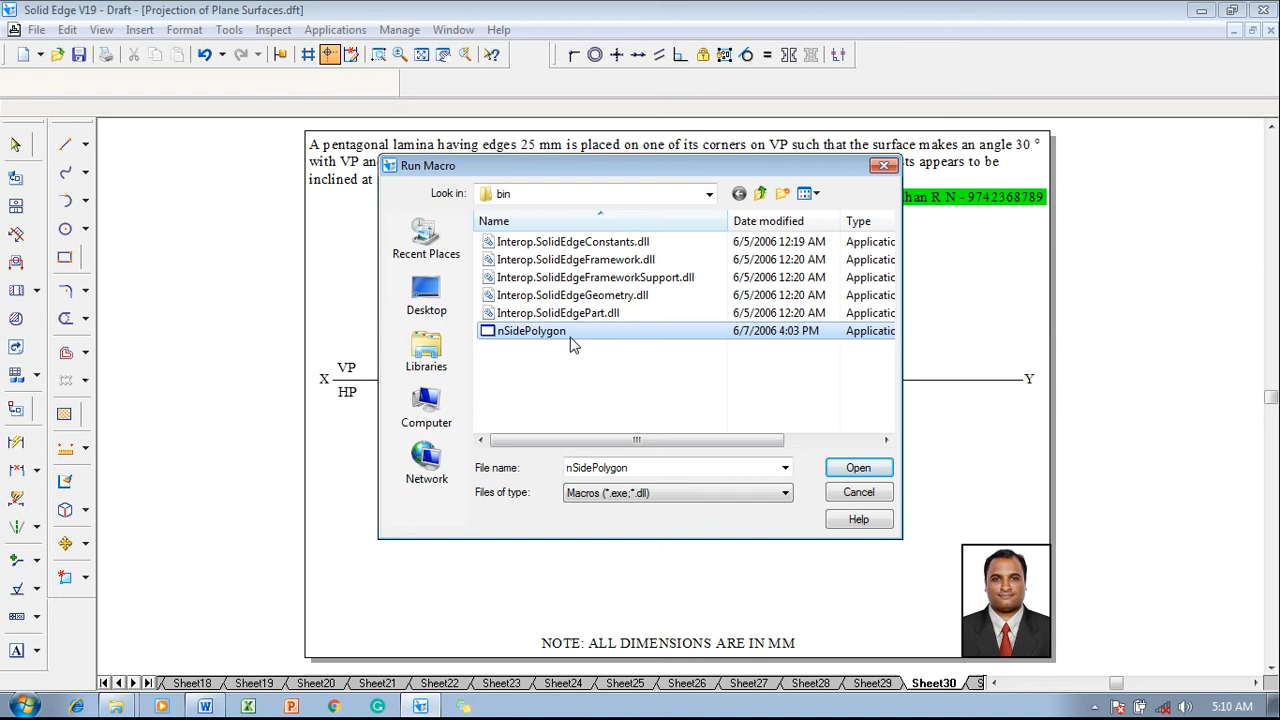 Solid Edge V19 - Draft - [Projection of Plane Surfaces.dft]
File Edit View Insert Format Tools Inspect Applications Manage Window Help
A pentagonal lamina having edges 25 mm is placed on one of its corners on VP such that the surface makes an angle 30 °
with VP an
ts appears to be
inclined at
han R N - 9742368789
Run Macro
Look in: bin
Name Date modified Type
Interop.SolidEdgeConstants.dll 6/5/2006 12:19 AM Applicatic
Interop.SolidEdgeFramework.dll 6/5/2006 12:20 AM Applicatic
Interop.SolidEdgeFrameworkSupport.dll 6/5/2006 12:20 AM Applicatic
Interop.SolidEdgeGeometry.dll 6/5/2006 12:20 AM Applicatic
Interop.SolidEdgePart.dll 6/5/2006 12:20 AM Applicatic
nSidePolygon 6/7/2006 4:03 PM Applicatic
Recent Places
Desktop
Libraries
Computer
Network
File name: nSidePolygon Open
Files of type: Macros (*.exe;*.dll) Cancel
Help
VP
X Y
HP
NOTE: ALL DIMENSIONS ARE IN MM
Sheet18 Sheet19 Sheet20 Sheet21 Sheet22 Sheet23 Sheet24 Sheet25 Sheet26 Sheet27 Sheet28 Sheet29 Sheet30 S
5:10 AM